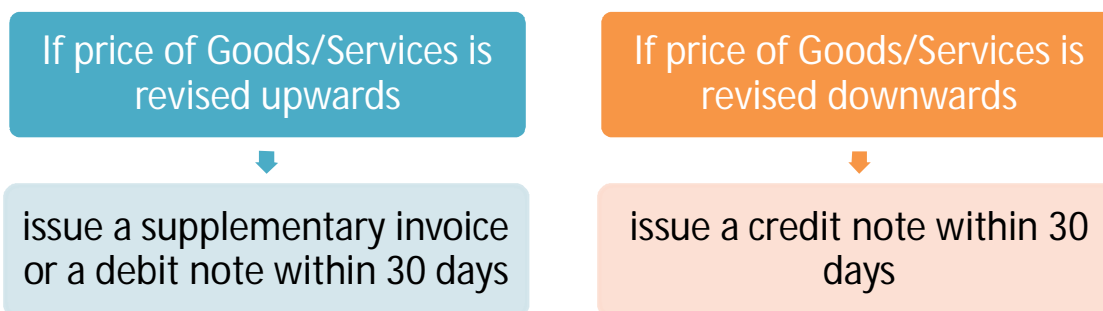 If price of Goods/Services is
revised upwards
issue a supplementary invoice
or a debit note within 30 days
If price of Goods/Services is
revised downwards
issue a credit note within 30
days